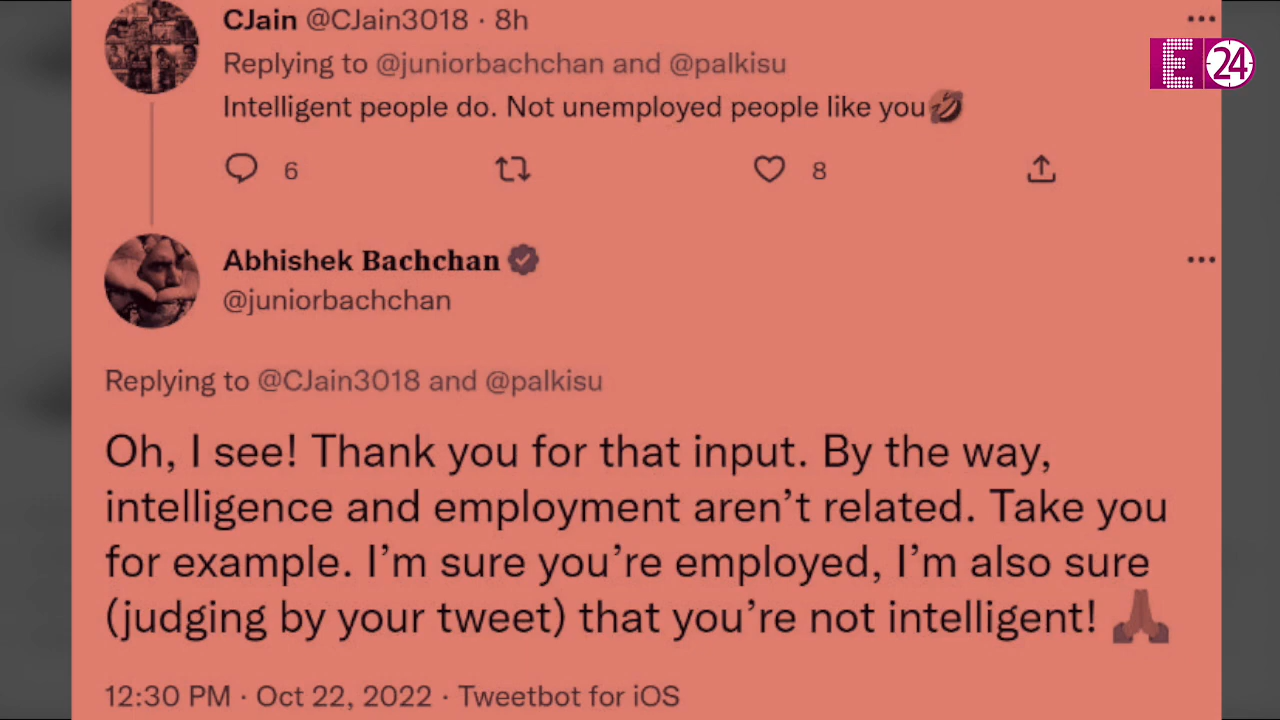 CJain @CJain3018 · 8h
E 24
Replying to @juniorbachchan and @palkisu
Intelligent people do. Not unemployed people like you🤣
6 8
Abhishek Bachchan
@juniorbachchan
Replying to @CJain3018 and @palkisu
Oh, I see! Thank you for that input. By the way,
intelligence and employment aren’t related. Take you
for example. I’m sure you’re employed, I’m also sure
(judging by your tweet) that you’re not intelligent! 🙏🏽
12:30 PM · Oct 22, 2022 · Tweetbot for iOS